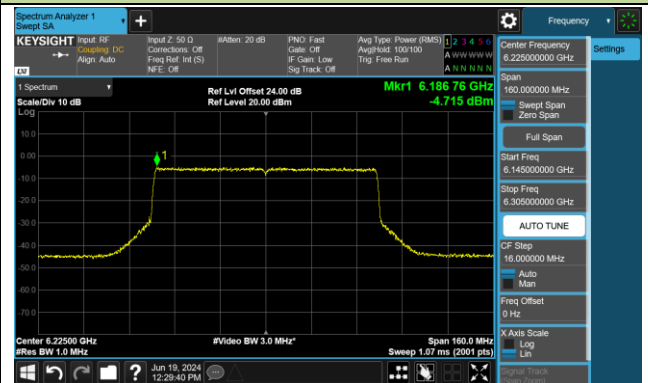 Spectrum Analyzer 1
Swept SA
Frequency
KEYSIGHT
Input: RF
Coupling: DC
Align: Auto
Input Z: 50 Ω
Corrections: Off
Freq Ref: Int (S)
NFE: Off
#Atten: 20 dB
PNO: Fast
Gate: Off
IF Gain: Low
Sig Track: Off
Avg Type: Power (RMS)
Avg|Hold: 100/100
Trig: Free Run
1 2 3 4 5 6
A W W W W W
A N N N N N
LXI
1 Spectrum
Scale/Div 10 dB
Log
Ref Lvl Offset 24.00 dB
Ref Level 20.00 dBm
Mkr1 6.186 76 GHz
-4.715 dBm
1
10.0
0.00
-10.0
-20.0
-30.0
-40.0
-50.0
-60.0
-70.0
Center 6.22500 GHz
#Res BW 1.0 MHz
#Video BW 3.0 MHz*
Span 160.0 MHz
Sweep 1.07 ms (2001 pts)
Jun 19, 2024
12:29:40 PM
Center Frequency
6.22500000 GHz
Settings
Span
160.000000 MHz
Swept Span
Zero Span
Full Span
Start Freq
6.145000000 GHz
Stop Freq
6.305000000 GHz
AUTO TUNE
CF Step
16.000000 MHz
Auto
Man
Freq Offset
0 Hz
X Axis Scale
Log
Lin
Signal Track